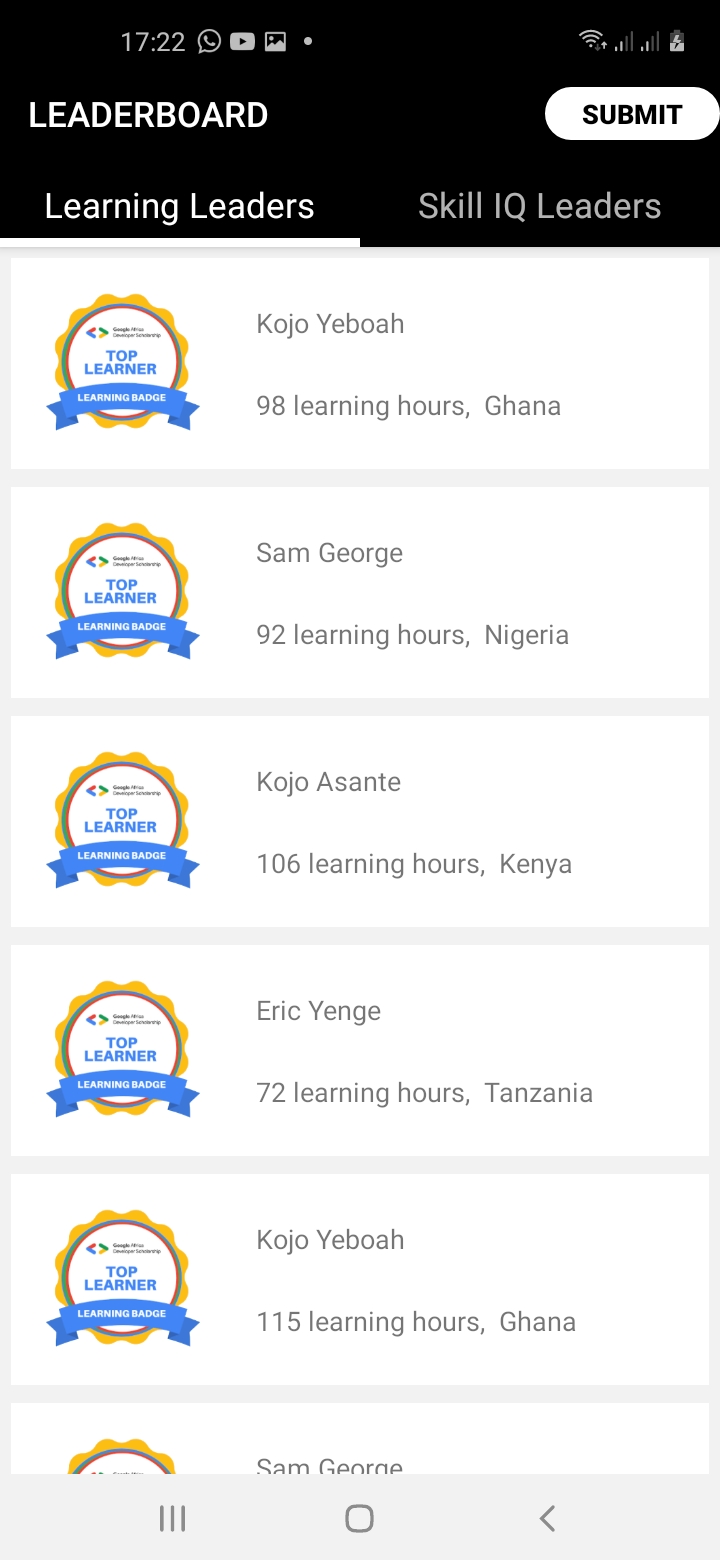 17:22
LEADERBOARD
SUBMIT
Learning Leaders
Skill IQ Leaders
Google Africa
Developer Scholarship
TOP
LEARNER
LEARNING BADGE
Kojo Yeboah
98 learning hours,  Ghana
Google Africa
Developer Scholarship
TOP
LEARNER
LEARNING BADGE
Sam George
92 learning hours,  Nigeria
Google Africa
Developer Scholarship
TOP
LEARNER
LEARNING BADGE
Kojo Asante
106 learning hours,  Kenya
Google Africa
Developer Scholarship
TOP
LEARNER
LEARNING BADGE
Eric Yenge
72 learning hours,  Tanzania
Google Africa
Developer Scholarship
TOP
LEARNER
LEARNING BADGE
Kojo Yeboah
115 learning hours,  Ghana
Sam George